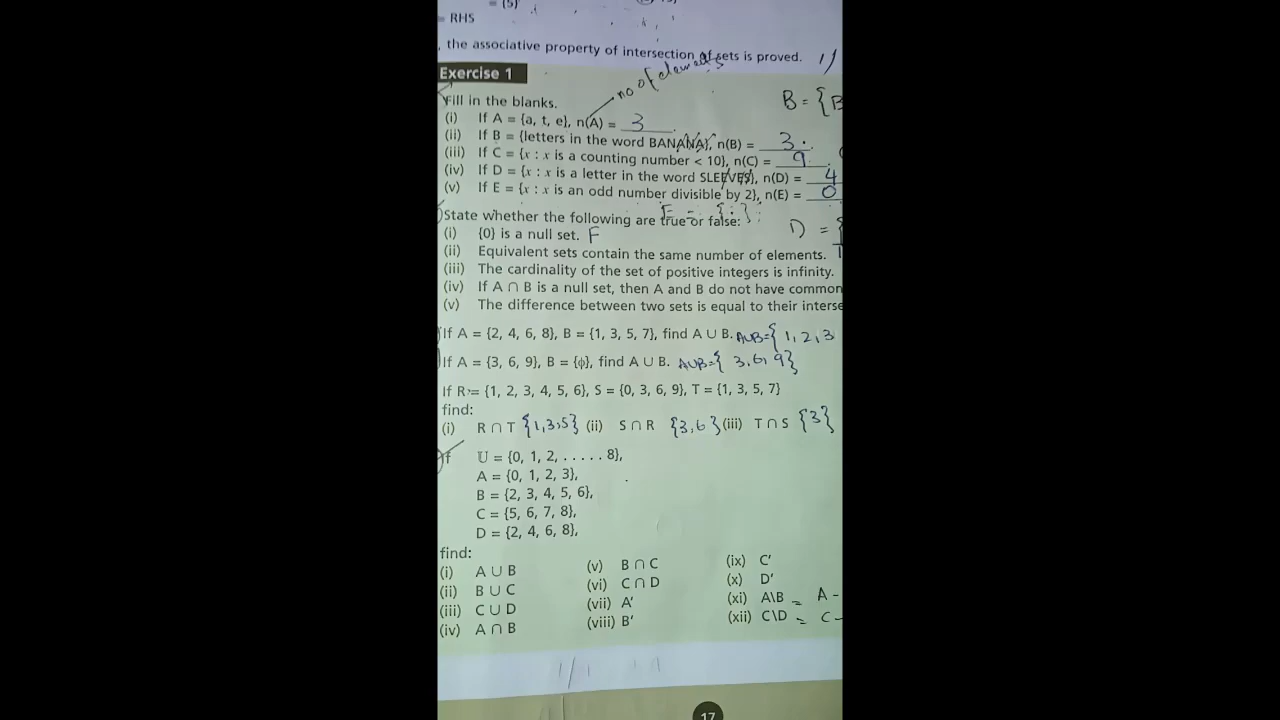 = (5)
= RHS
, the associative property of intersection of sets is proved. 1)
Exercise 1
no of elements
B = {B
Fill in the blanks.
(i) If A = {a, t, e}, n(A) = 3
(ii) If B = {letters in the word BANANA}, n(B) = 3.
(iii) If C = {x : x is a counting number < 10}, n(C) = 9
(iv) If D = {x : x is a letter in the word SLEEVES}, n(D) = 4
(v) If E = {x : x is an odd number divisible by 2}, n(E) = 0
E = { }
State whether the following are true or false:
D = {
(i) {0} is a null set. F
(ii) Equivalent sets contain the same number of elements.
(iii) The cardinality of the set of positive integers is infinity.
(iv) If A ∩ B is a null set, then A and B do not have common
(v) The difference between two sets is equal to their interse
If A = {2, 4, 6, 8}, B = {1, 3, 5, 7}, find A ∪ B. AUB={ 1, 2, 3
If A = {3, 6, 9}, B = {ϕ}, find A ∪ B. AUB={ 3, 6, 9}
If R = {1, 2, 3, 4, 5, 6}, S = {0, 3, 6, 9}, T = {1, 3, 5, 7}
find:
(i) R ∩ T {1,3,5} (ii) S ∩ R {3,6} (iii) T ∩ S {3}
If U = {0, 1, 2, ..... 8},
A = {0, 1, 2, 3},
B = {2, 3, 4, 5, 6},
C = {5, 6, 7, 8},
D = {2, 4, 6, 8},
find:
(i) A ∪ B (v) B ∩ C (ix) C′
(ii) B ∪ C (vi) C ∩ D (x) D′
(iii) C ∪ D (vii) A′ (xi) A\B = A -
(iv) A ∩ B (viii) B′ (xii) C\D = C -
17